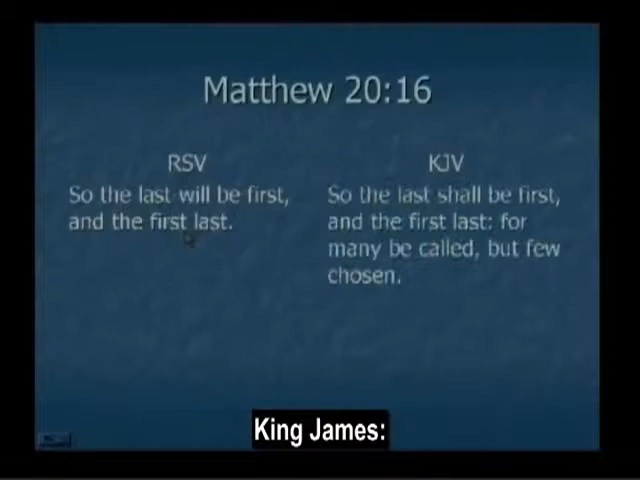 Matthew 20:16
RSV
So the last will be first,
and the first last.
KJV
So the last shall be first,
and the first last: for
many be called, but few
chosen.
King James: